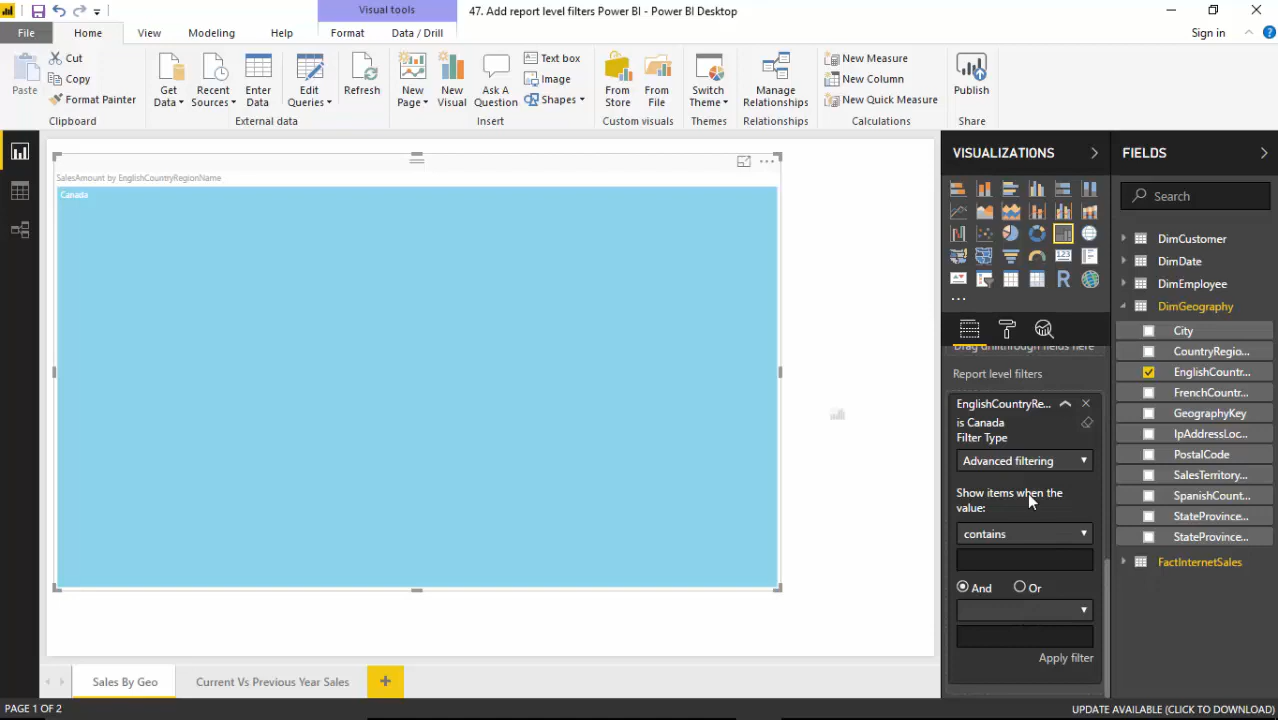 Visual tools
47. Add report level filters Power BI - Power BI Desktop
File
Home
View
Modeling
Help
Format
Data / Drill
Sign in
Paste
Cut
Copy
Format Painter
Clipboard
Get
Data
Recent
Sources
Enter
Data
Edit
Queries
Refresh
External data
New
Page
New
Visual
Ask A
Question
Text box
Image
Shapes
Insert
From
Store
From
File
Custom visuals
Switch
Theme
Themes
Manage
Relationships
Relationships
New Measure
New Column
New Quick Measure
Calculations
Publish
Share
SalesAmount by EnglishCountryRegionName
Canada
VISUALIZATIONS
R
Drag drillthrough fields here
Report level filters
EnglishCountryRe...
is Canada
Filter Type
Advanced filtering
Show items when the
value:
contains
And
Or
Apply filter
FIELDS
Search
DimCustomer
DimDate
DimEmployee
DimGeography
City
CountryRegio...
EnglishCountr...
FrenchCountr...
GeographyKey
IpAddressLoc...
PostalCode
SalesTerritory...
SpanishCount...
StateProvince...
StateProvince...
FactInternetSales
Sales By Geo
Current Vs Previous Year Sales
PAGE 1 OF 2
UPDATE AVAILABLE (CLICK TO DOWNLOAD)